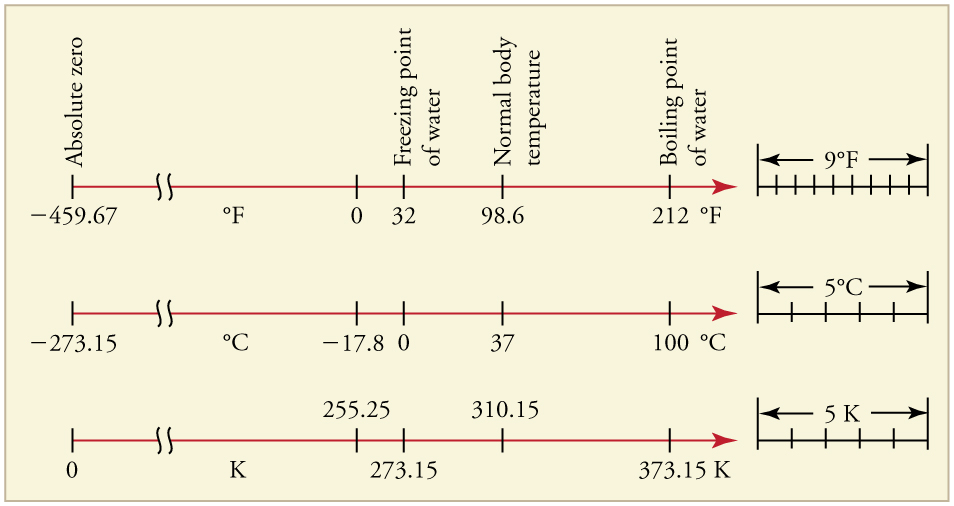 Absolute zero
Freezing point
of water
Normal body
temperature
Boiling point
of water
9°F
−459.67 °F 0 32 98.6 212 °F
5°C
−273.15 °C −17.8 0 37 100 °C
255.25 310.15
5 K
0 K 273.15 373.15 K